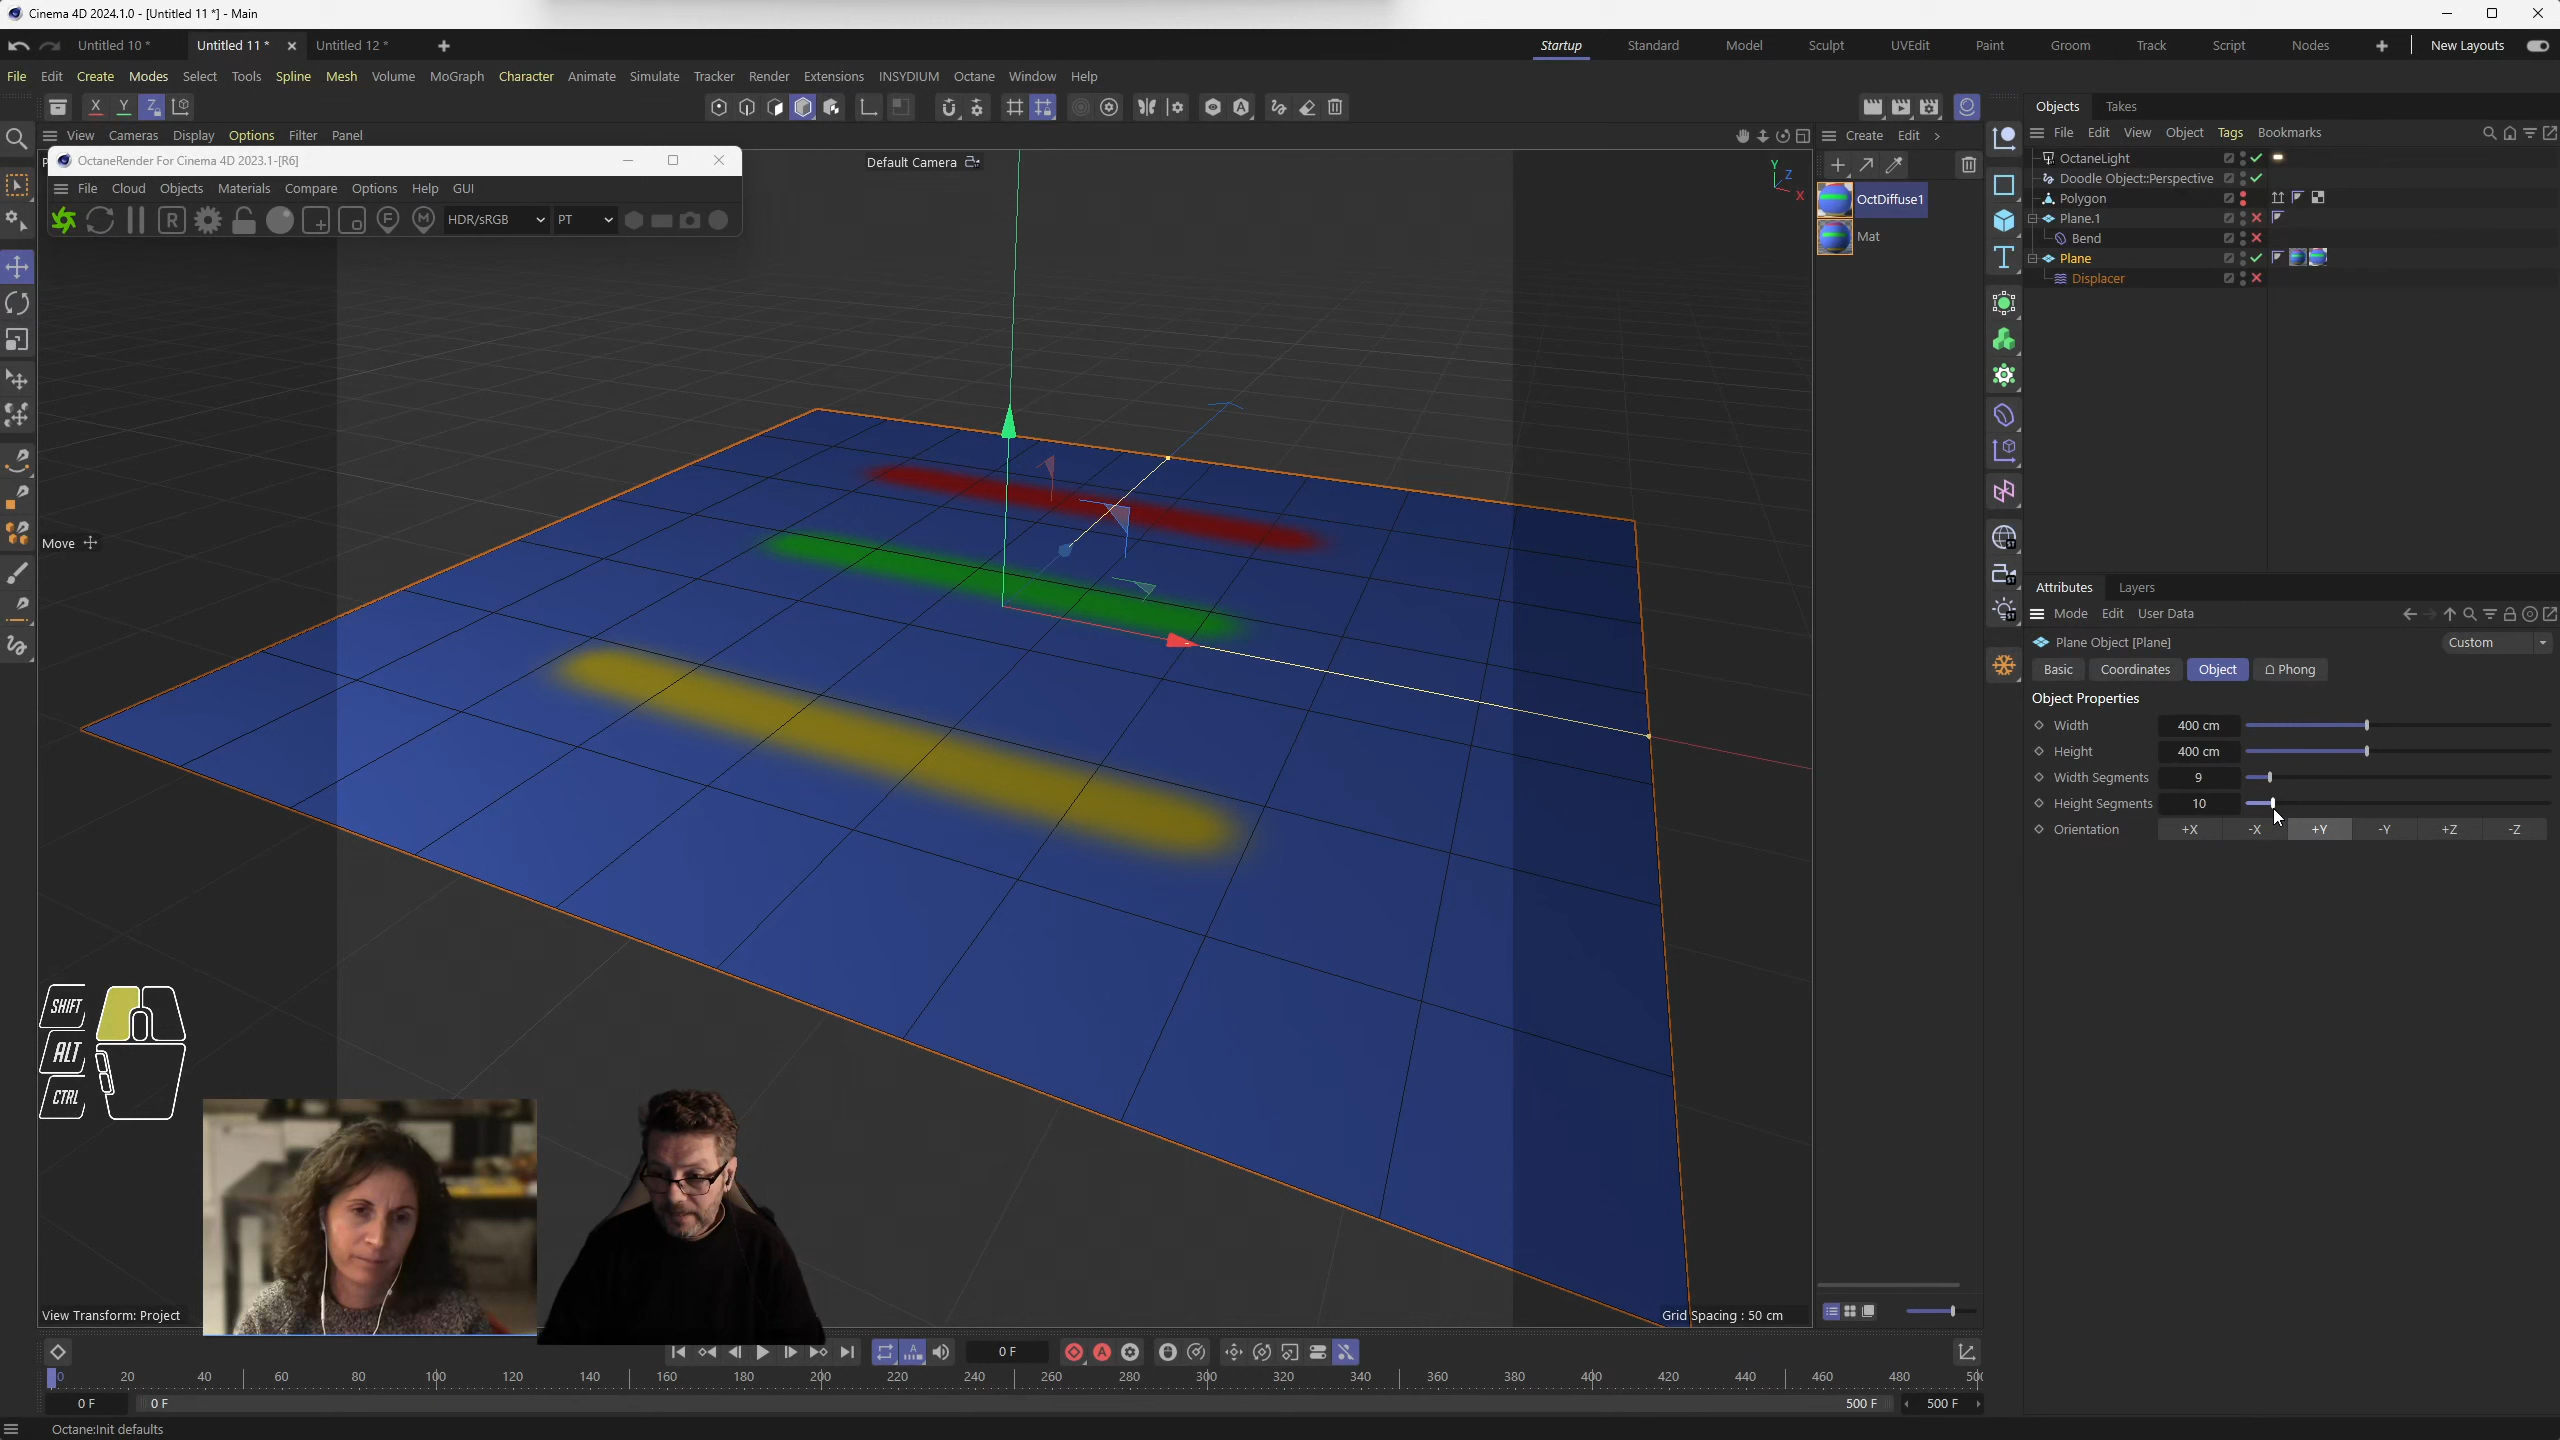 Cinema 4D 2024.1.0 - [Untitled 11 *] - Main
Untitled 10 * Untitled 11 * Untitled 12 * Startup Standard Model Sculpt UVEdit Paint Groom Track Script Nodes New Layouts
File Edit Create Modes Select Tools Spline Mesh Volume MoGraph Character Animate Simulate Tracker Render Extensions INSYDIUM Octane Window Help
X Y Z
Objects Takes
View Cameras Display Options Filter Panel
Create Edit
File Edit View Object Tags Bookmarks
OctaneRender For Cinema 4D 2023.1-[R6]
Default Camera
File Cloud Objects Materials Compare Options Help GUI
HDR/sRGB PT
Y
Z
X
OctDiffuse1
Mat
OctaneLight
Doodle Object::Perspective
Polygon
Plane.1
Bend
Plane
Displacer
Move
Attributes Layers
Mode Edit User Data
Plane Object [Plane] Custom
Basic Coordinates Object Phong
Object Properties
Width 400 cm
Height 400 cm
Width Segments 9
Height Segments 10
Orientation +X -X +Y -Y +Z -Z
SHIFT
ALT
CTRL
View Transform: Project
Grid Spacing : 50 cm
0 F
0 20 40 60 80 100 120 140 160 180 200 220 240 260 280 300 320 340 360 380 400 420 440 460 480
0 F 0 F 500 F 500 F
Octane:Init defaults